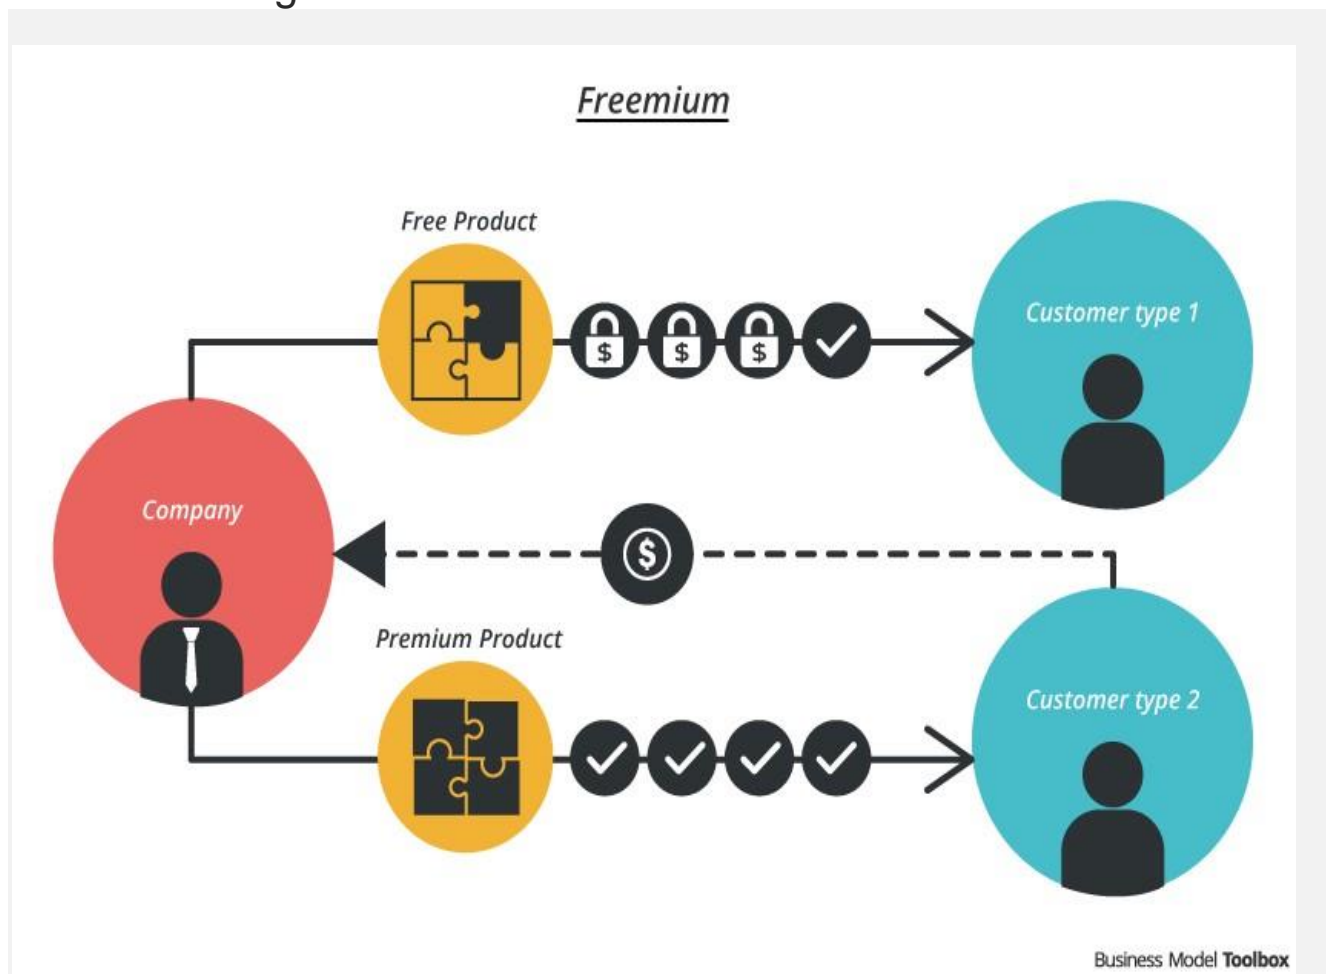 Freemium
Free Product
Customer type 1
$ $ $
Company
$
Premium Product
Customer type 2
Business Model Toolbox